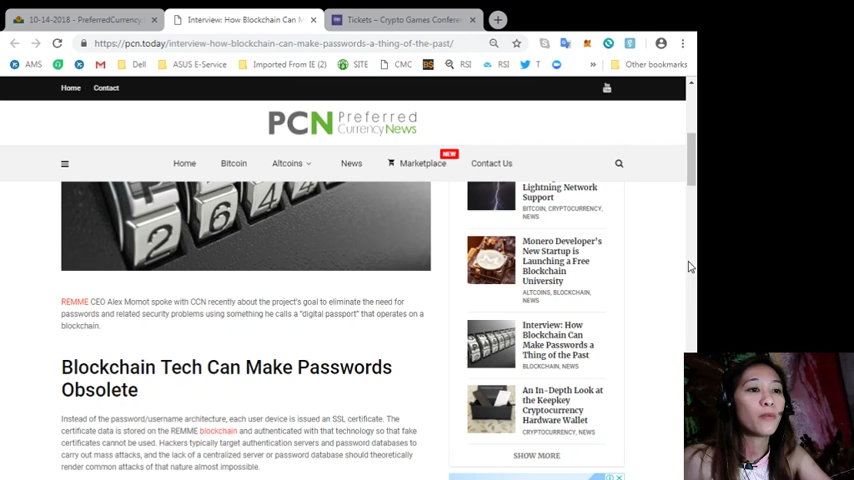 10-14-2018 - PreferredCurrency
Interview: How Blockchain Can M
Tickets – Crypto Games Confere
https://pcn.today/interview-how-blockchain-can-make-passwords-a-thing-of-the-past/
AMS
Dell
ASUS E-Service
Imported From IE (2)
SITE
CMC
BS
RSI
RSI
T
»
Other bookmarks
Home
Contact
PCN Preferred
CurrencyNews
NEW
Home
Bitcoin
Altcoins
News
Marketplace
Contact Us
2
6
4
4
REMME CEO Alex Momot spoke with CCN recently about the project's goal to eliminate the need for
passwords and related security problems using something he calls a "digital passport" that operates on a
blockchain.
Blockchain Tech Can Make Passwords
Obsolete
Instead of the password/username architecture, each user device is issued an SSL certificate. The
certificate data is stored on the REMME blockchain and authenticated with that technology so that fake
certificates cannot be used. Hackers typically target authentication servers and password databases to
carry out mass attacks, and the lack of a centralized server or password database should theoretically
render common attacks of that nature almost impossible.
Lightning Network
Support
BITCOIN, CRYPTOCURRENCY,
NEWS
Monero Developer's
New Startup is
Launching a Free
Blockchain
University
ALTCOINS, BLOCKCHAIN,
NEWS
Interview: How
Blockchain Can
Make Passwords a
Thing of the Past
BLOCKCHAIN, NEWS
An In-Depth Look at
the Keepkey
Cryptocurrency
Hardware Wallet
CRYPTOCURRENCY, NEWS
SHOW MORE